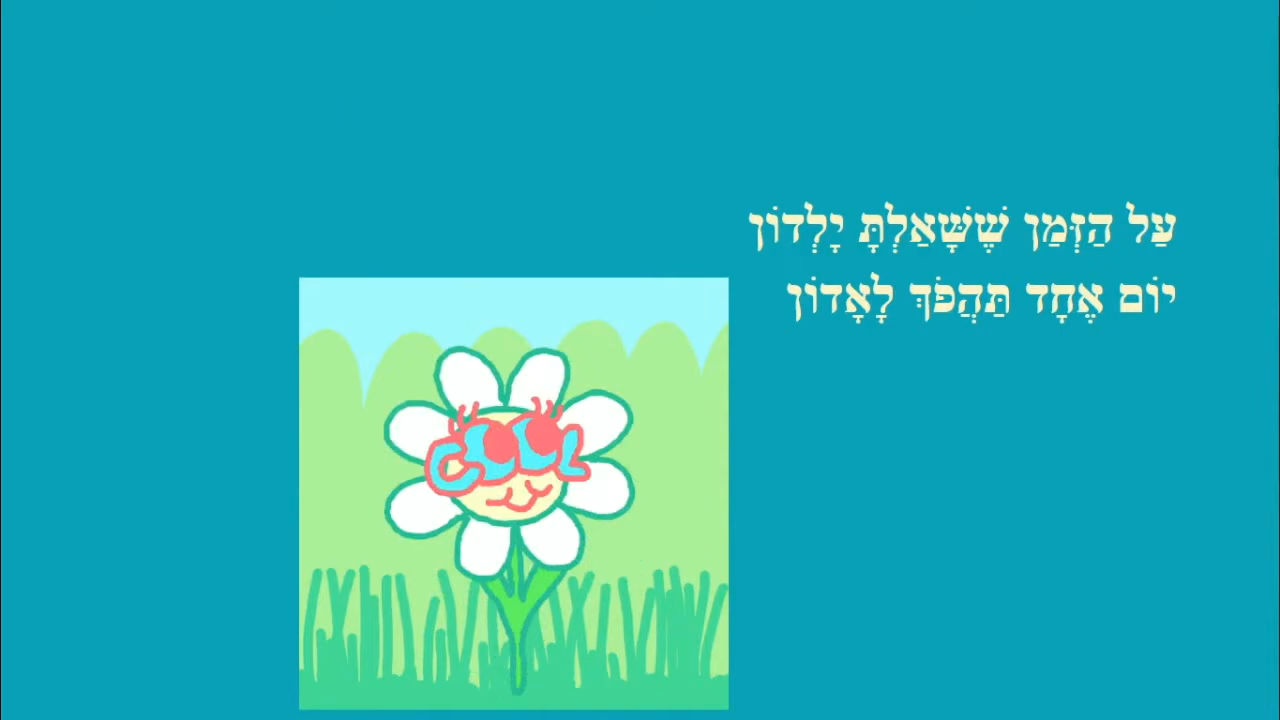 עַל הַזְּמַן שֶׁשָּׁאַלְתָּ יָלְדוֹן
יוֹם אֶחָד תַּהֲפֹךְ לָאָדוֹן
cool